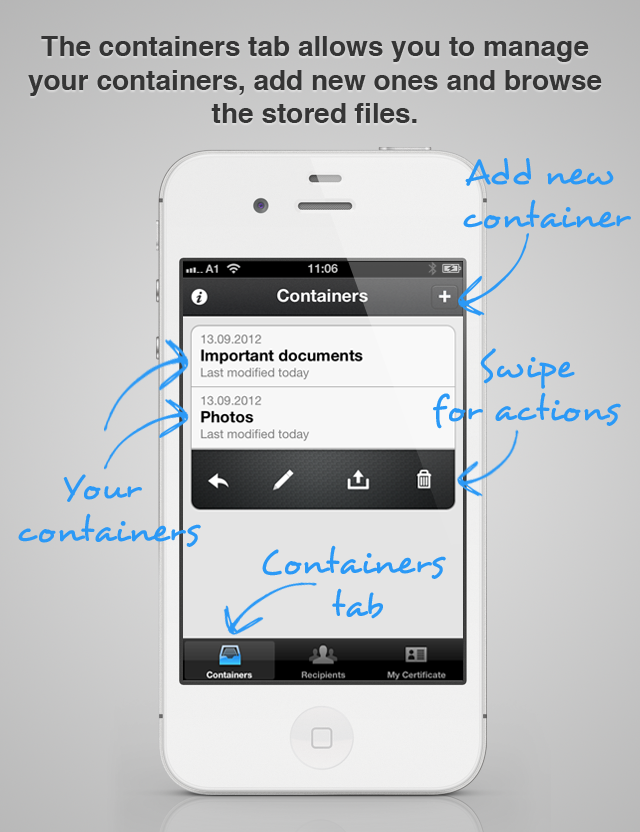 The containers tab allows you to manage
your containers, add new ones and browse
the stored files.
Add new
container
A1
11:06
Containers
13.09.2012
Important documents
Last modified today
13.09.2012
Photos
Last modified today
Swipe
for actions
Your
containers
Containers
tab
Containers
Recipients
My Certificate